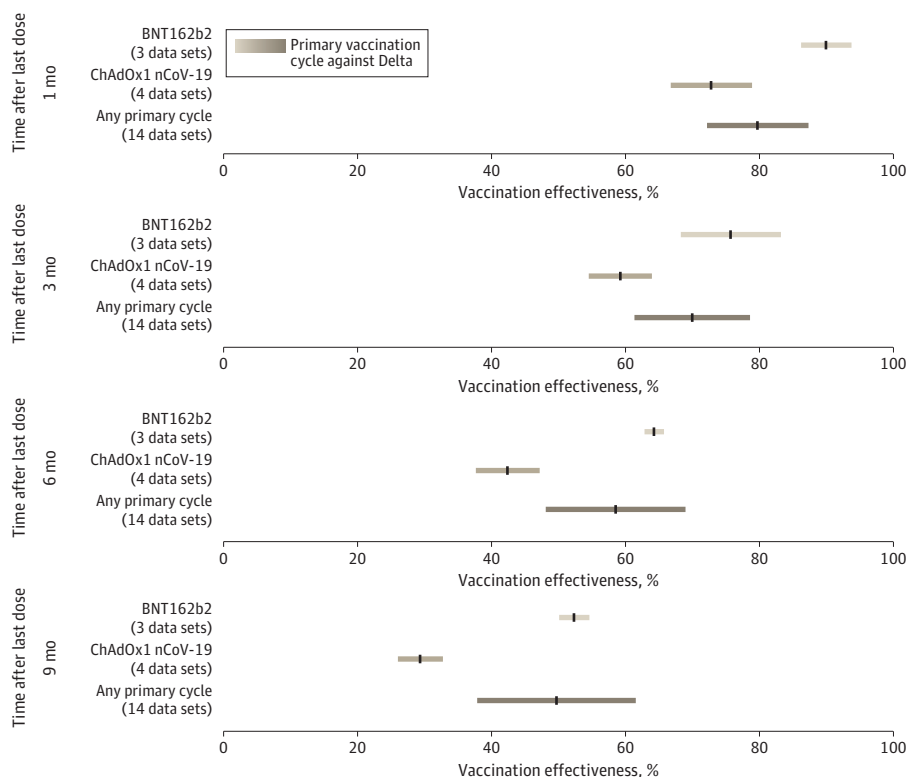 Primary vaccination
cycle against Delta
Time after last dose
1 mo
BNT162b2
(3 data sets)
ChAdOx1 nCoV-19
(4 data sets)
Any primary cycle
(14 data sets)
0 20 40 60 80 100
Vaccination effectiveness, %
Time after last dose
3 mo
BNT162b2
(3 data sets)
ChAdOx1 nCoV-19
(4 data sets)
Any primary cycle
(14 data sets)
0 20 40 60 80 100
Vaccination effectiveness, %
Time after last dose
6 mo
BNT162b2
(3 data sets)
ChAdOx1 nCoV-19
(4 data sets)
Any primary cycle
(14 data sets)
0 20 40 60 80 100
Vaccination effectiveness, %
Time after last dose
9 mo
BNT162b2
(3 data sets)
ChAdOx1 nCoV-19
(4 data sets)
Any primary cycle
(14 data sets)
0 20 40 60 80 100
Vaccination effectiveness, %